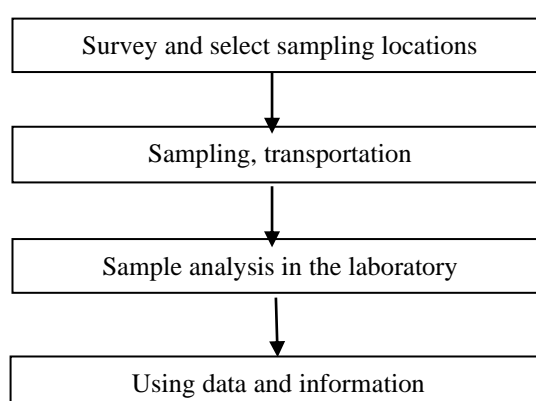 Survey and select sampling locations
Sampling, transportation
Sample analysis in the laboratory
Using data and information